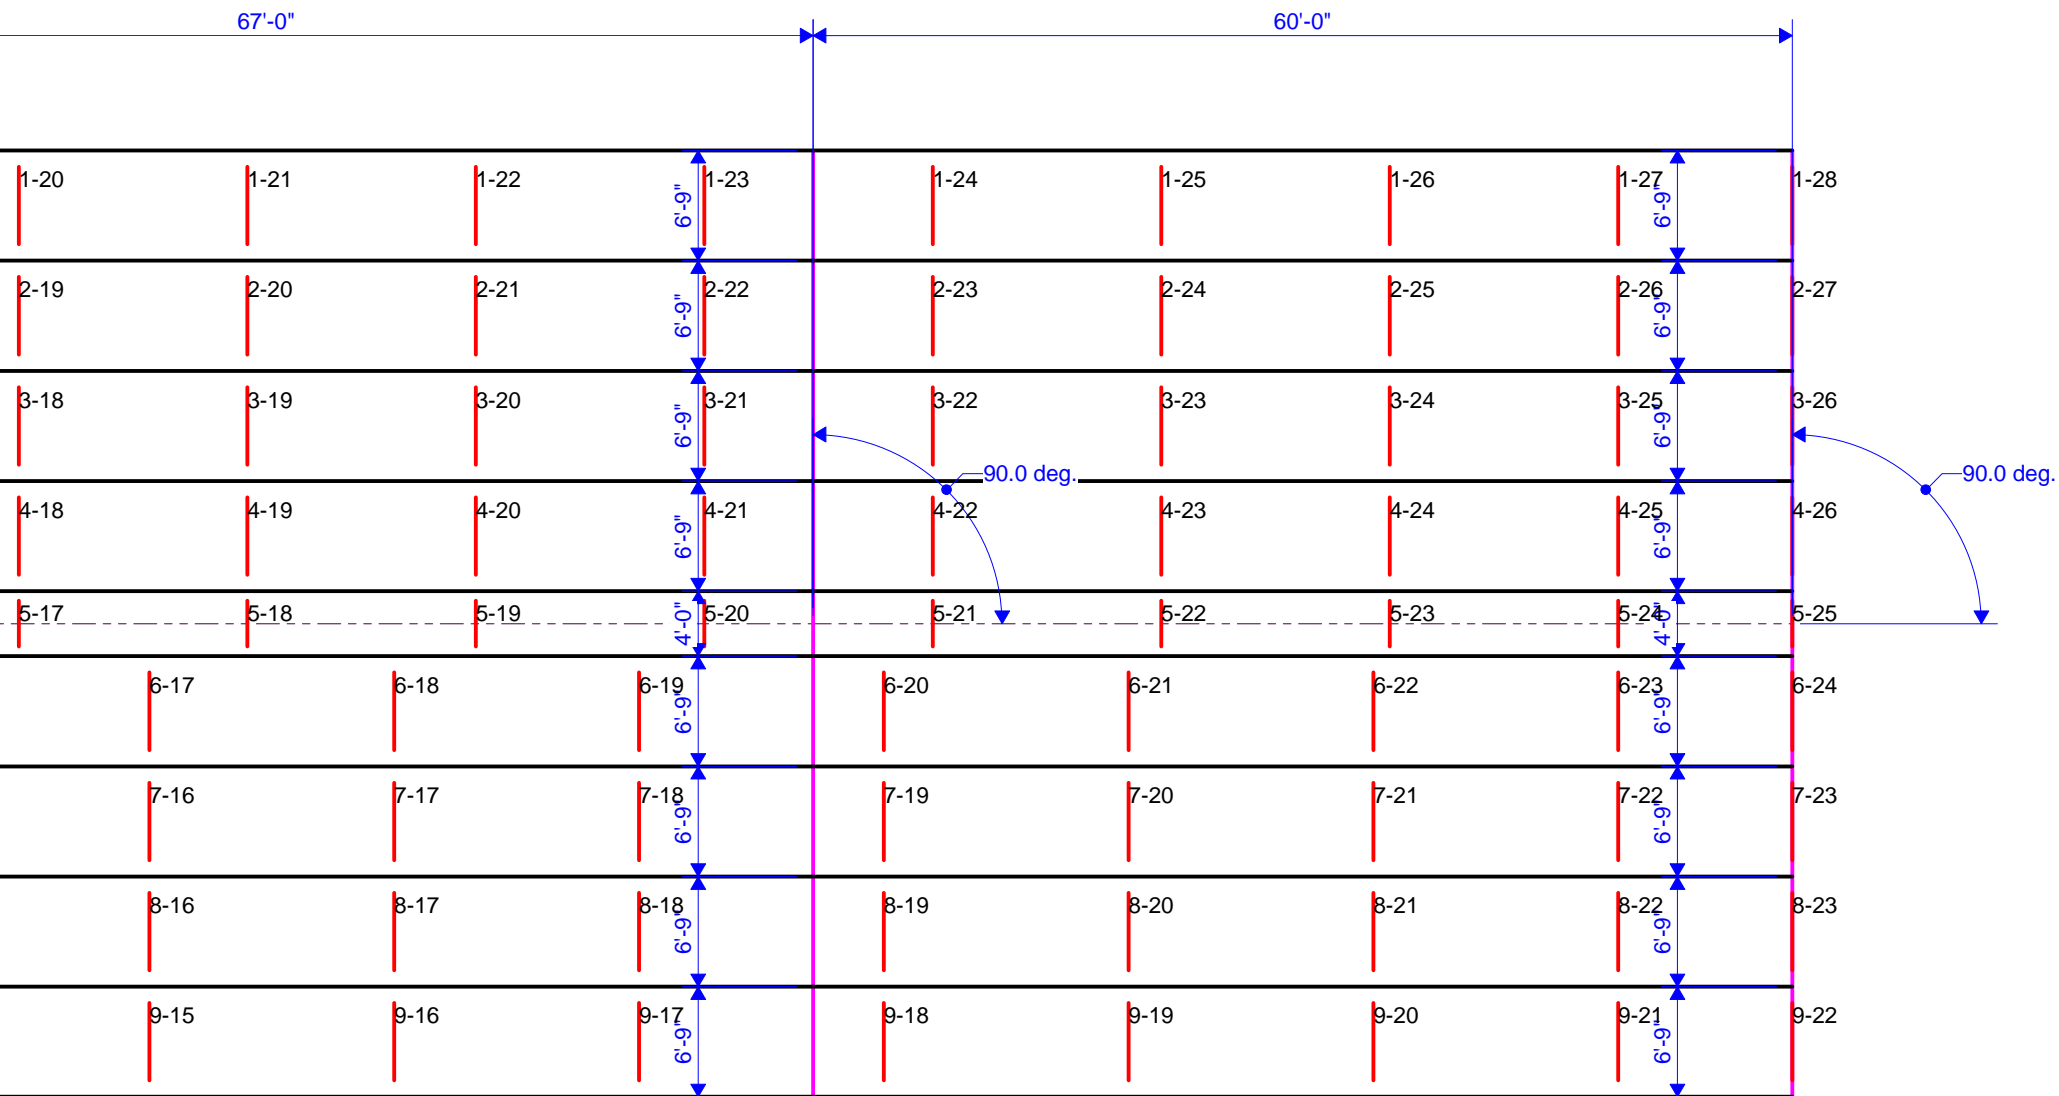 67'-0" 60'-0"
1-20 1-21 1-22 6'-9" 1-23 1-24 1-25 1-26 1-27 6'-9" 1-28
2-19 2-20 2-21 6'-9" 2-22 2-23 2-24 2-25 2-26 6'-9" 2-27
3-18 3-19 3-20 6'-9" 3-21 3-22 3-23 3-24 3-25 6'-9" 3-26
90.0 deg. 90.0 deg.
4-18 4-19 4-20 6'-9" 4-21 4-22 4-23 4-24 4-25 6'-9" 4-26
5-17 5-18 5-19 4'-0" 5-20 5-21 5-22 5-23 5-24 4'-0" 5-25
6-17 6-18 6-19 6'-9" 6-20 6-21 6-22 6-23 6'-9" 6-24
7-16 7-17 7-18 6'-9" 7-19 7-20 7-21 7-22 6'-9" 7-23
8-16 8-17 8-18 6'-9" 8-19 8-20 8-21 8-22 6'-9" 8-23
9-15 9-16 9-17 6'-9" 9-18 9-19 9-20 9-21 6'-9" 9-22